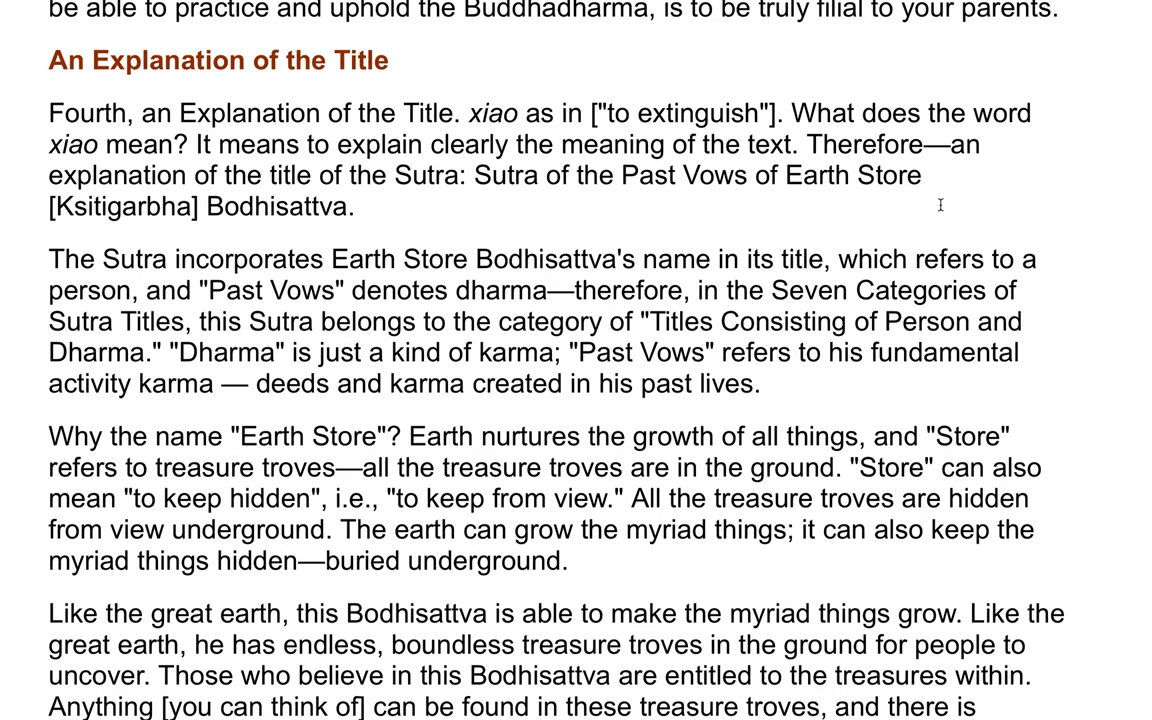 be able to practice and uphold the Buddhadharma, is to be truly filial to your parents.
An Explanation of the Title
Fourth, an Explanation of the Title. xiao as in ["to extinguish"]. What does the word
xiao mean? It means to explain clearly the meaning of the text. Therefore—an
explanation of the title of the Sutra: Sutra of the Past Vows of Earth Store
[Ksitigarbha] Bodhisattva.
The Sutra incorporates Earth Store Bodhisattva's name in its title, which refers to a
person, and "Past Vows" denotes dharma—therefore, in the Seven Categories of
Sutra Titles, this Sutra belongs to the category of "Titles Consisting of Person and
Dharma." "Dharma" is just a kind of karma; "Past Vows" refers to his fundamental
activity karma — deeds and karma created in his past lives.
Why the name "Earth Store"? Earth nurtures the growth of all things, and "Store"
refers to treasure troves—all the treasure troves are in the ground. "Store" can also
mean "to keep hidden", i.e., "to keep from view." All the treasure troves are hidden
from view underground. The earth can grow the myriad things; it can also keep the
myriad things hidden—buried underground.
Like the great earth, this Bodhisattva is able to make the myriad things grow. Like the
great earth, he has endless, boundless treasure troves in the ground for people to
uncover. Those who believe in this Bodhisattva are entitled to the treasures within.
Anything [you can think of] can be found in these treasure troves, and there is